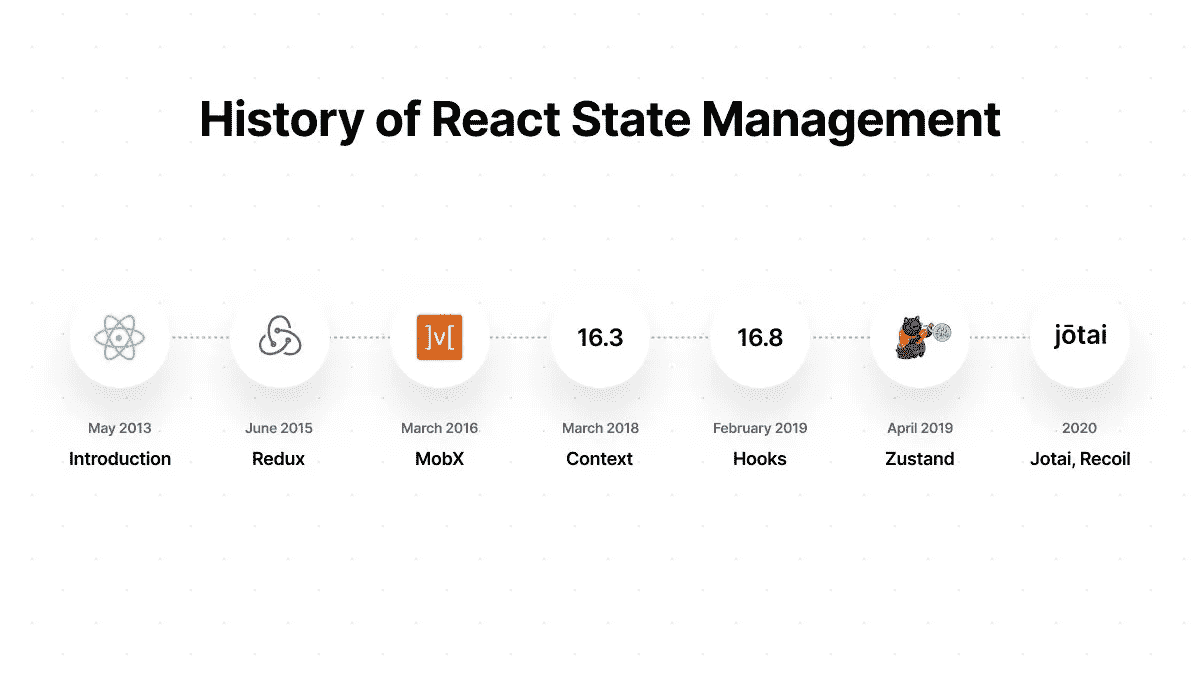 History of React State Management
]v[
16.3
16.8
jōtai
May 2013
June 2015
March 2016
March 2018
February 2019
April 2019
2020
Introduction
Redux
MobX
Context
Hooks
Zustand
Jotai, Recoil